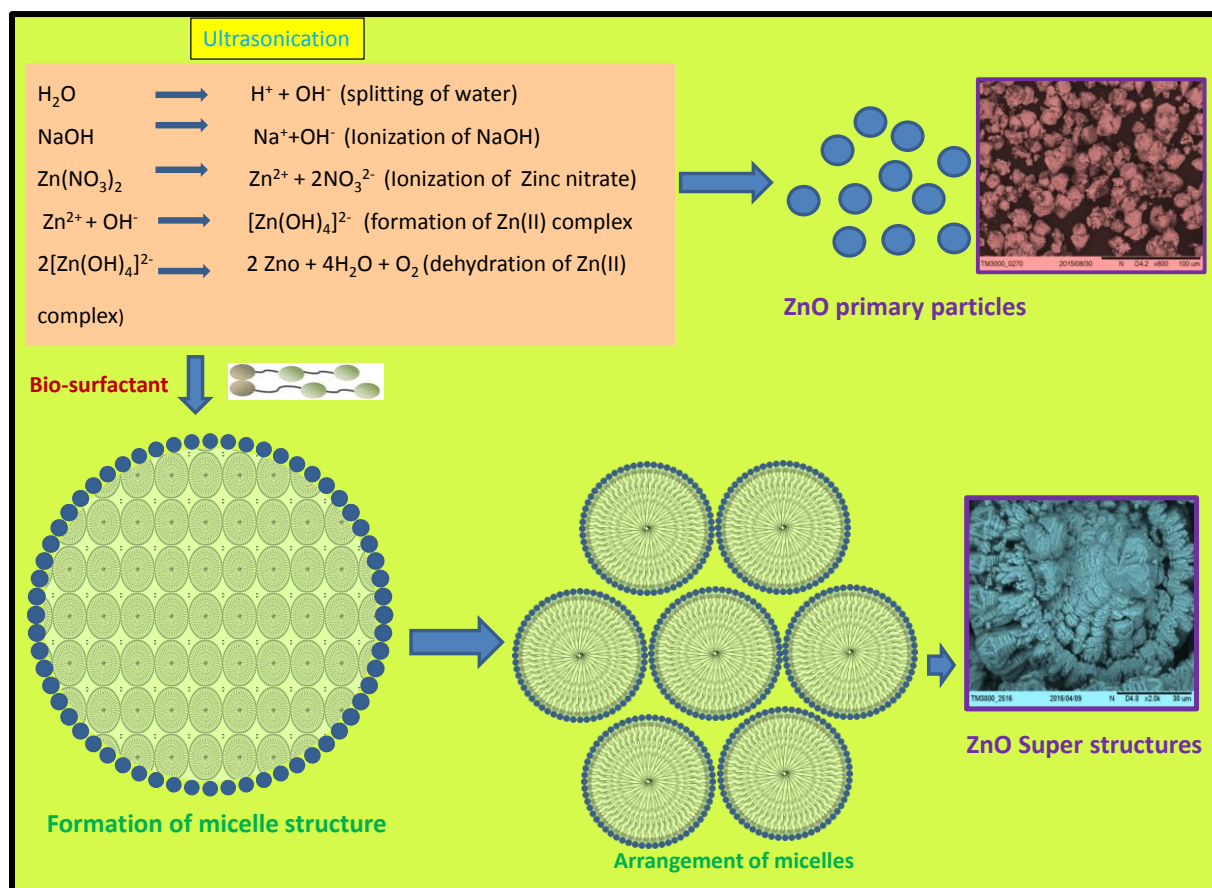 Ultrasonication
H₂O → H⁺ + OH⁻ (splitting of water)
NaOH → Na⁺+OH⁻ (Ionization of NaOH)
Zn(NO₃)₂ → Zn²⁺ + 2NO₃²⁻ (Ionization of Zinc nitrate)
Zn²⁺ + OH⁻ → [Zn(OH)₄]²⁻ (formation of Zn(II) complex
2[Zn(OH)₄]²⁻ → 2 Zno + 4H₂O + O₂ (dehydration of Zn(II)
complex)
TM3000_0270 2015/08/30 N D4.2 x800 100 um
ZnO primary particles
Bio-surfactant
TM3000_2516 2016/04/09 N D4.8 x2.0k 30 um
ZnO Super structures
Formation of micelle structure
Arrangement of micelles